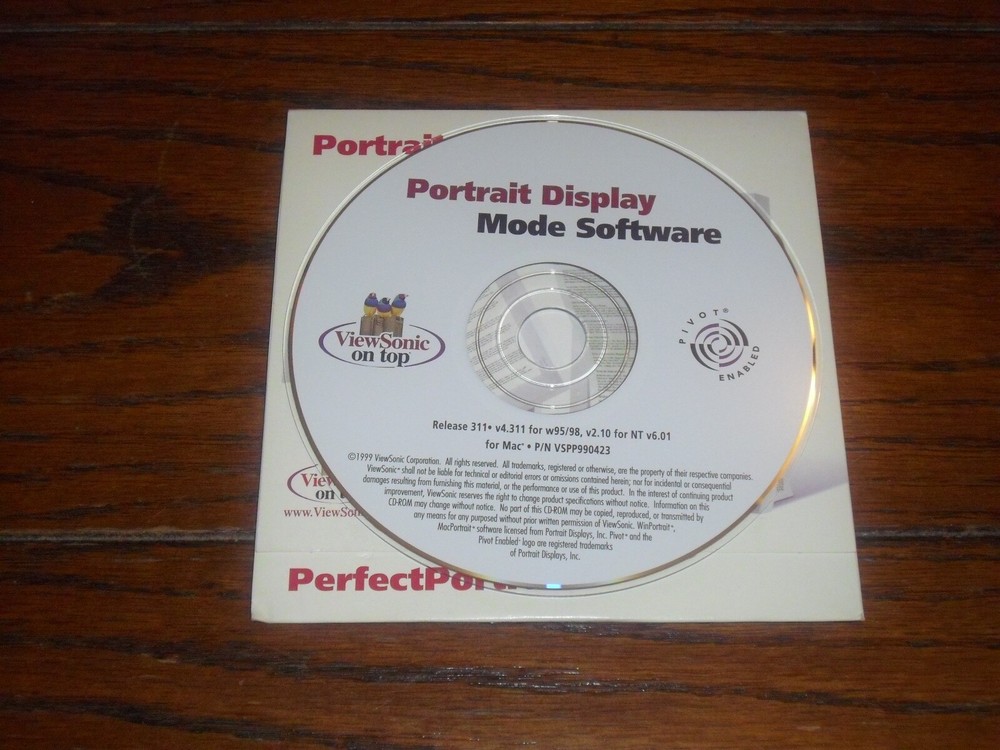 Portrait
Portrait Display
Mode Software
ViewSonic
on top
PIVOT®
ENABLED
Release 311• v4.311 for w95/98, v2.10 for NT v6.01
for Mac™ • P/N VSPP990423
©1999 ViewSonic Corporation. All rights reserved. All trademarks, registered or otherwise, are the property of their respective companies.
ViewSonic® shall not be liable for technical or editorial errors or omissions contained herein; nor for incidental or consequential
damages resulting from furnishing this material, or the performance or use of this product. In the interest of continuing product
improvement, ViewSonic reserves the right to change product specifications without notice. Information on this
CD-ROM may change without notice. No part of this CD-ROM may be copied, reproduced, or transmitted by
any means for any purposed without prior written permission of ViewSonic. WinPortrait®,
MacPortrait® software licensed from Portrait Displays, Inc. Pivot® and the
Pivot Enabled™ logo are registered trademarks
of Portrait Displays, Inc.
View
on t
www.ViewSon
PerfectPortr